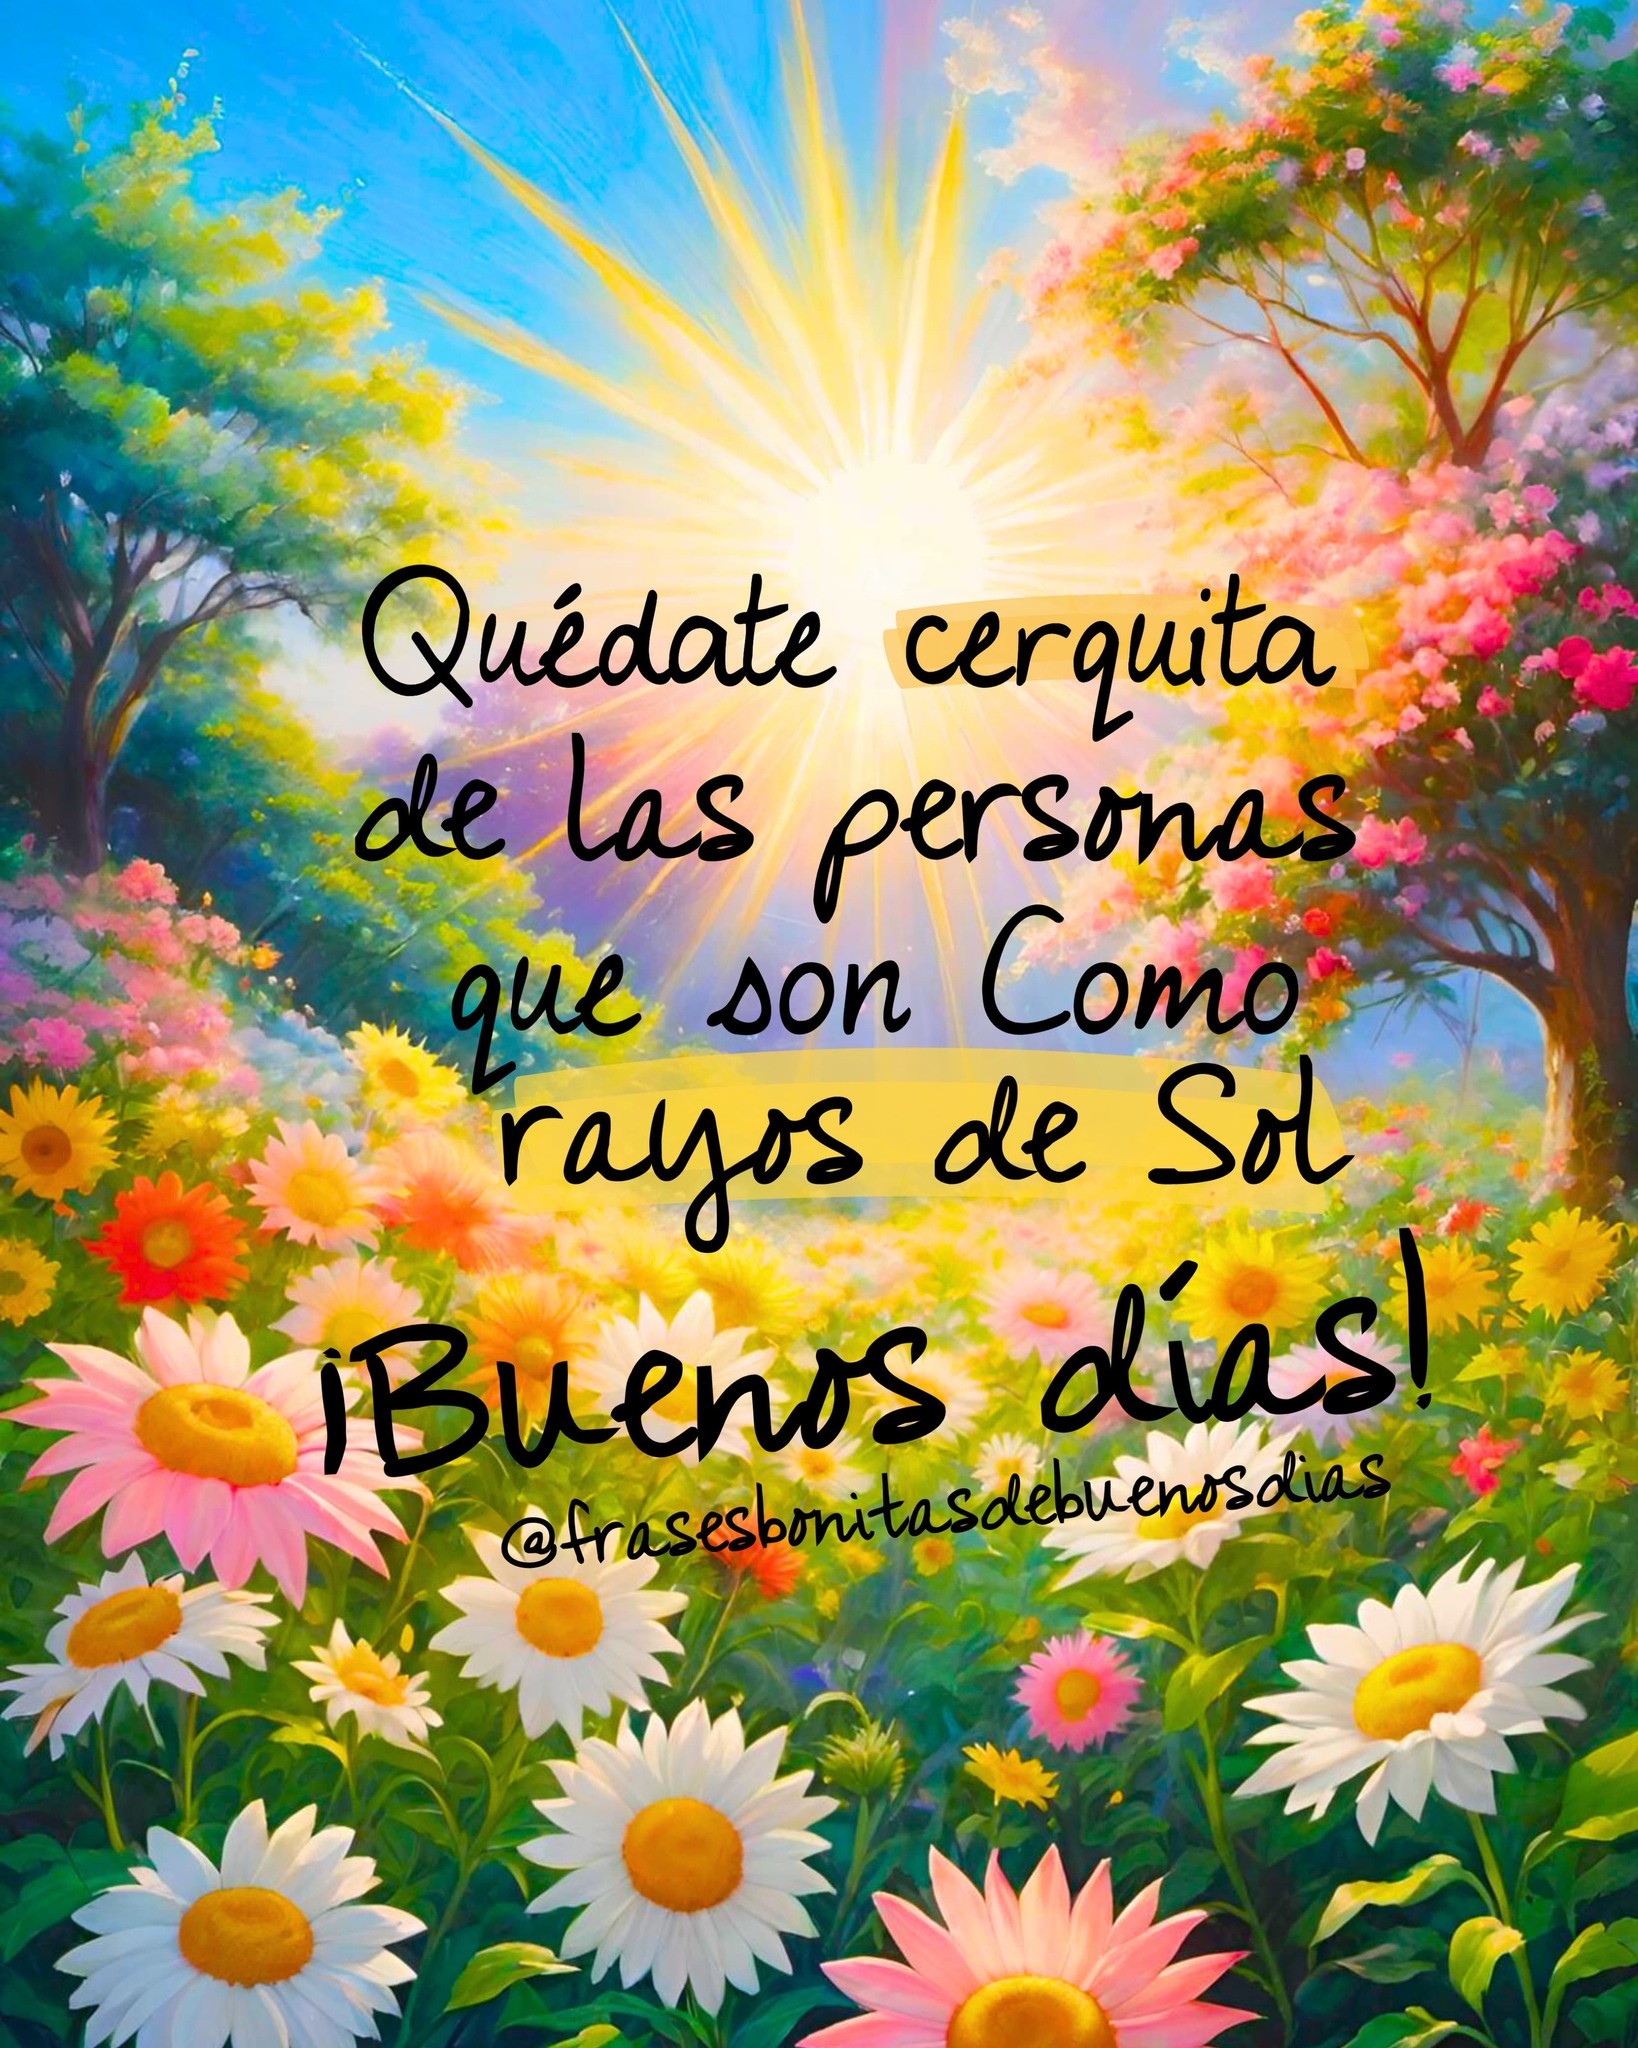 Quédate cerquita
de las personas
que son Como
rayos de Sol
¡Buenos días!
@frasesbonitasdebuenosdias